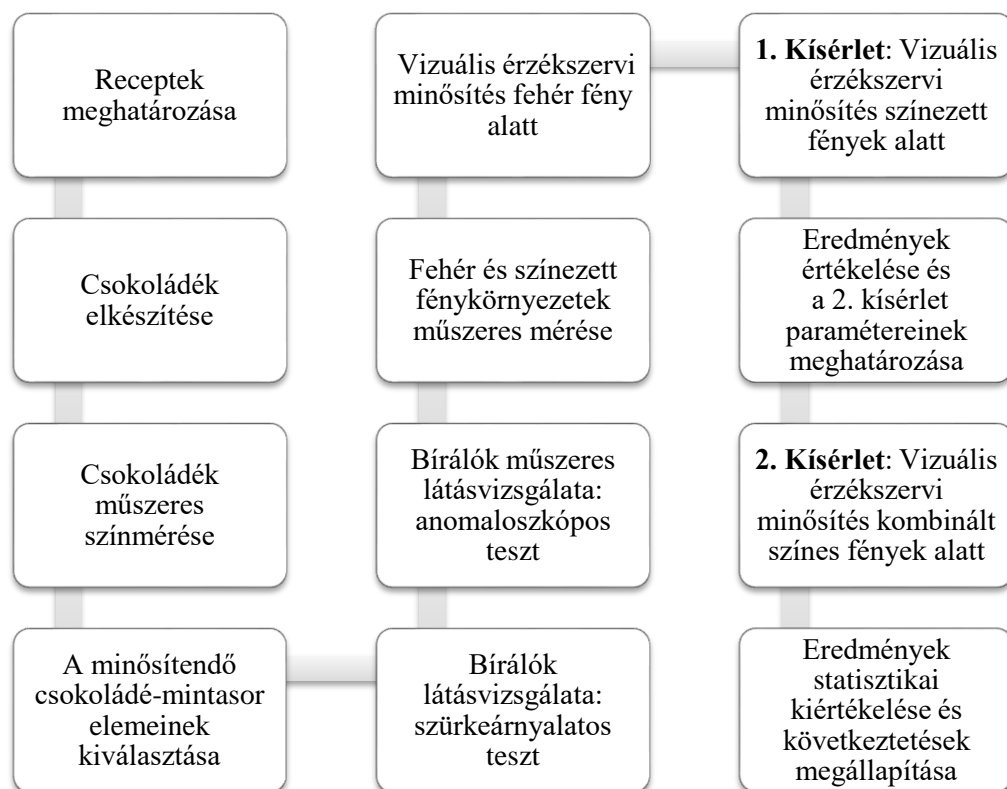 Receptek
meghatározása
Csokoládék
elkészítése
Csokoládék
műszeres
színmérése
A minősítendő
csokoládé-mintasor
elemeinek
kiválasztása
Bírálók
látásvizsgálata:
szürkeárnyalatos
teszt
Bírálók műszeres
látásvizsgálata:
anomaloszkópos
teszt
Fehér és színezett
fénykörnyezetek
műszeres mérése
Vizuális érzékszervi
minősítés fehér fény
alatt
1. Kísérlet: Vizuális
érzékszervi
minősítés színezett
fények alatt
Eredmények
értékelése és
a 2. kísérlet
paramétereinek
meghatározása
2. Kísérlet: Vizuális
érzékszervi
minősítés kombinált
színes fények alatt
Eredmények
statisztikai
kiértékelése és
következtetések
megállapítása